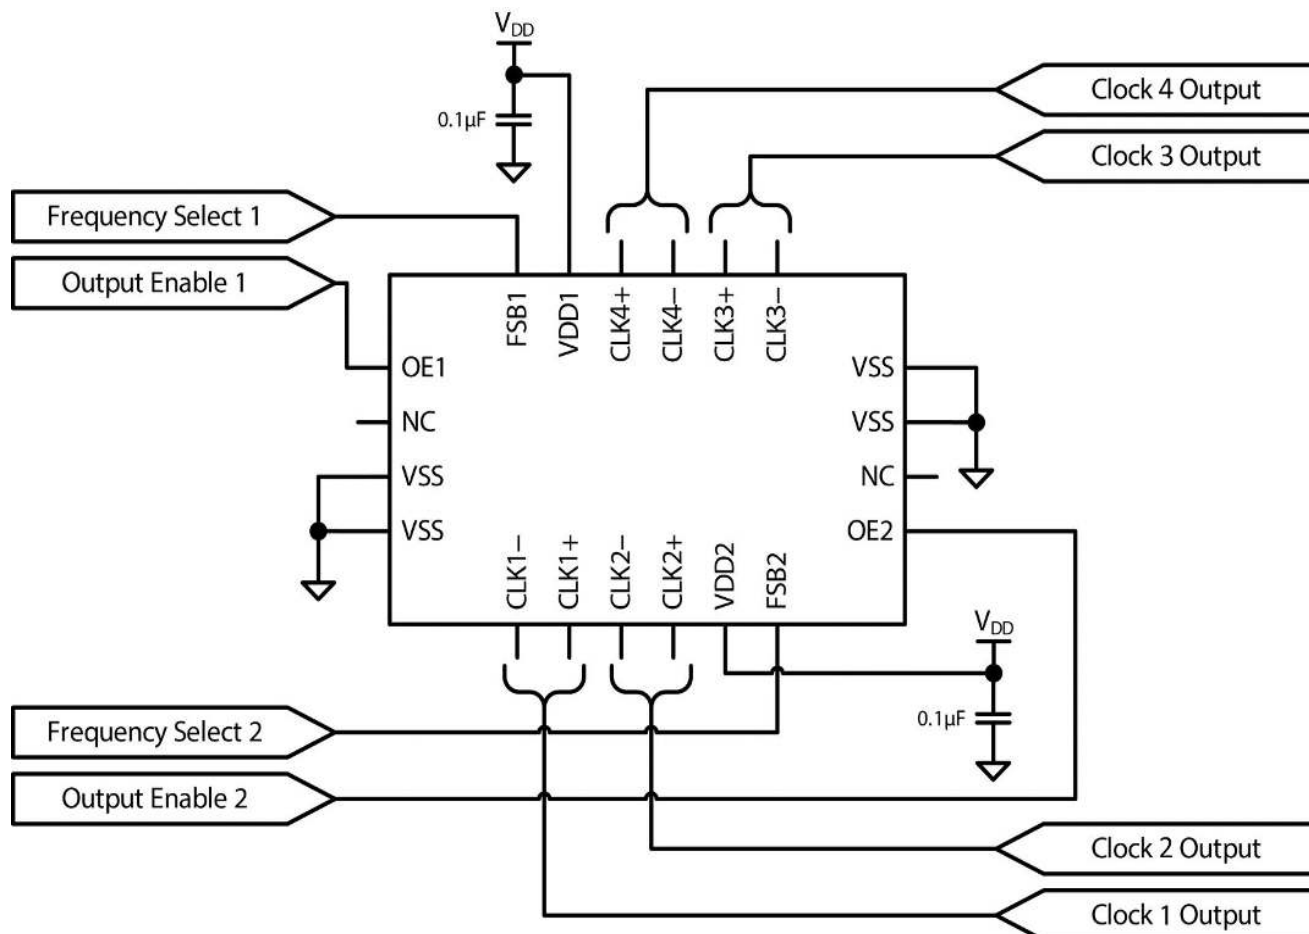 VDD
Clock 4 Output
0.1µF
Clock 3 Output
Frequency Select 1
Output Enable 1
FSB1
VDD1
CLK4+
CLK4−
CLK3+
CLK3−
OE1
VSS
NC
VSS
VSS
NC
VSS
OE2
CLK1−
CLK1+
CLK2−
CLK2+
VDD2
FSB2
VDD
0.1µF
Frequency Select 2
Output Enable 2
Clock 2 Output
Clock 1 Output